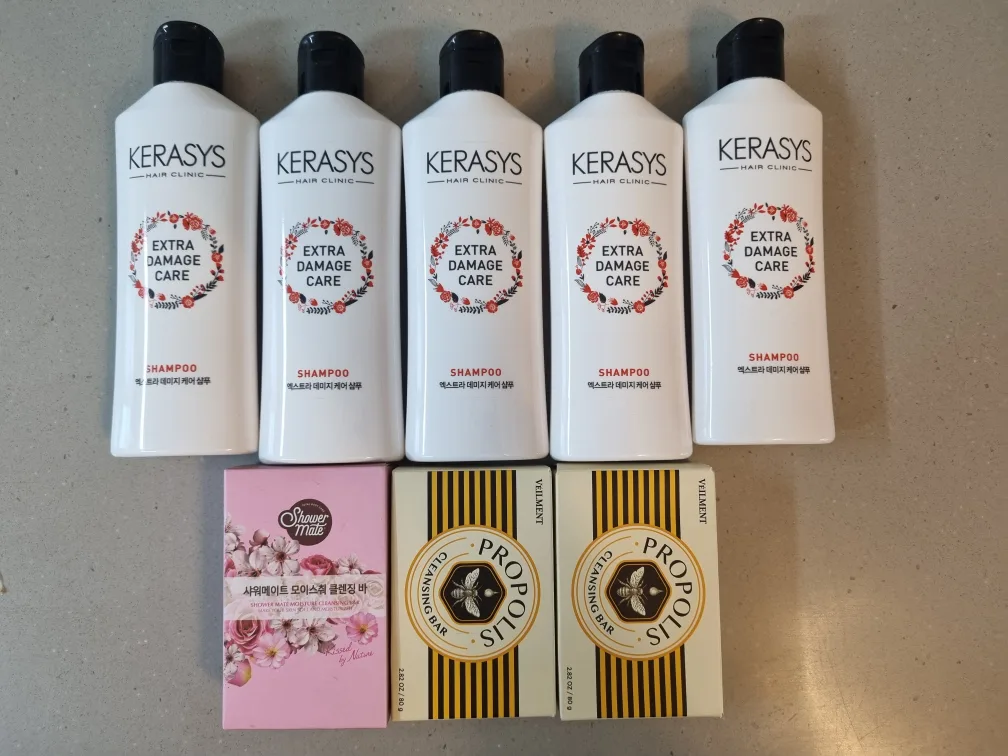 KERASYS
HAIR CLINIC
EXTRA
DAMAGE
CARE
SHAMPOO
엑스트라 데미지 케어 샴푸
KERASYS
HAIR CLINIC
EXTRA
DAMAGE
CARE
SHAMPOO
엑스트라 데미지 케어 샴푸
KERASYS
HAIR CLINIC
EXTRA
DAMAGE
CARE
SHAMPOO
엑스트라 데미지 케어 샴푸
KERASYS
HAIR CLINIC
EXTRA
DAMAGE
CARE
SHAMPOO
엑스트라 데미지 케어 샴푸
KERASYS
HAIR CLINIC
EXTRA
DAMAGE
CARE
SHAMPOO
엑스트라 데미지 케어 샴푸
Shower
Mate
샤워메이트 모이스춰 클렌징 바
SHOWER MATE MOISTURE CLEANSING BAR
Kissed
by Nature
VEILMENT
PROPOLIS
CLEANSING BAR
2.82 OZ / 80 g
VEILMENT
PROPOLIS
CLEANSING BAR
2.82 OZ / 80 g